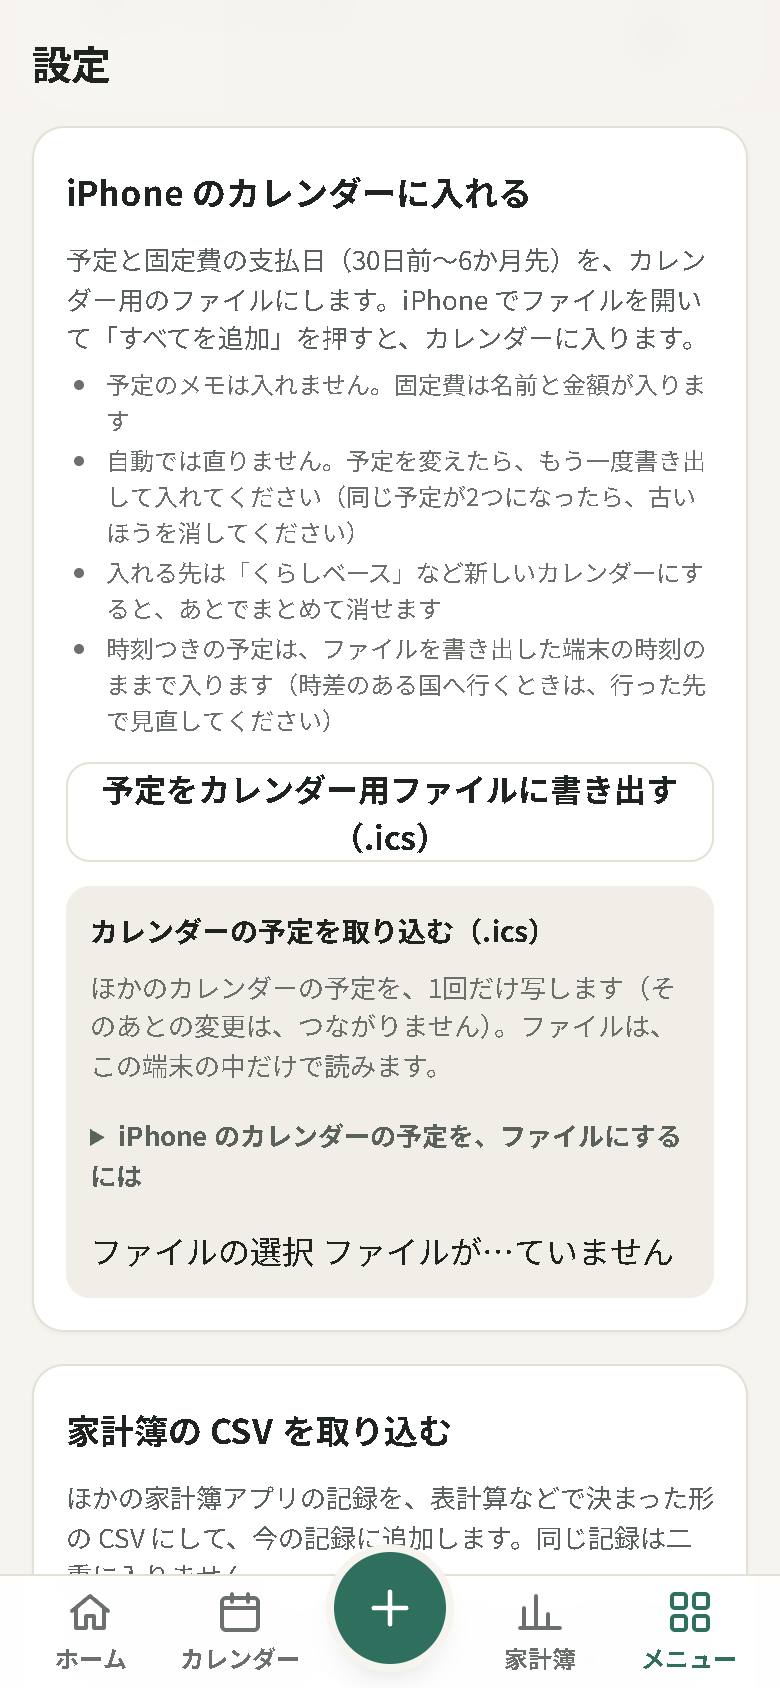 設定
iPhone のカレンダーに入れる
予定と固定費の支払日（30日前〜6か月先）を、カレン
ダー用のファイルにします。iPhone でファイルを開い
て「すべてを追加」を押すと、カレンダーに入ります。
• 予定のメモは入れません。固定費は名前と金額が入りま
す
• 自動では直りません。予定を変えたら、もう一度書き出
して入れてください（同じ予定が2つになったら、古い
ほうを消してください）
• 入れる先は「くらしベース」など新しいカレンダーにす
ると、あとでまとめて消せます
• 時刻つきの予定は、ファイルを書き出した端末の時刻の
ままで入ります（時差のある国へ行くときは、行った先
で見直してください）
予定をカレンダー用ファイルに書き出す
（.ics）
カレンダーの予定を取り込む（.ics）
ほかのカレンダーの予定を、1回だけ写します（そ
のあとの変更は、つながりません）。ファイルは、
この端末の中だけで読みます。
▶ iPhone のカレンダーの予定を、ファイルにする
には
ファイルの選択 ファイルが…ていません
家計簿の CSV を取り込む
ほかの家計簿アプリの記録を、表計算などで決まった形
の CSV にして、今の記録に追加します。同じ記録は二
重に入りません
ホーム カレンダー 家計簿 メニュー